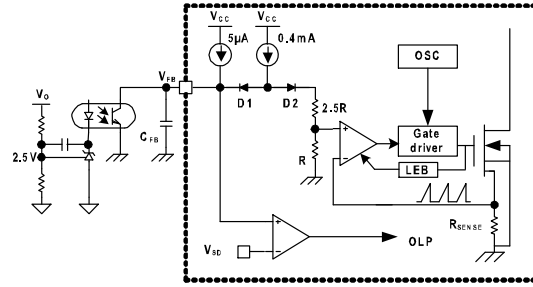 VCC VCC
5µA 0.4mA
OSC
VFB
D1 D2
VO
2.5R
CFB
Gate
driver
2.5V
R
LEB
RSENSE
VSD
OLP
+
-
+
-